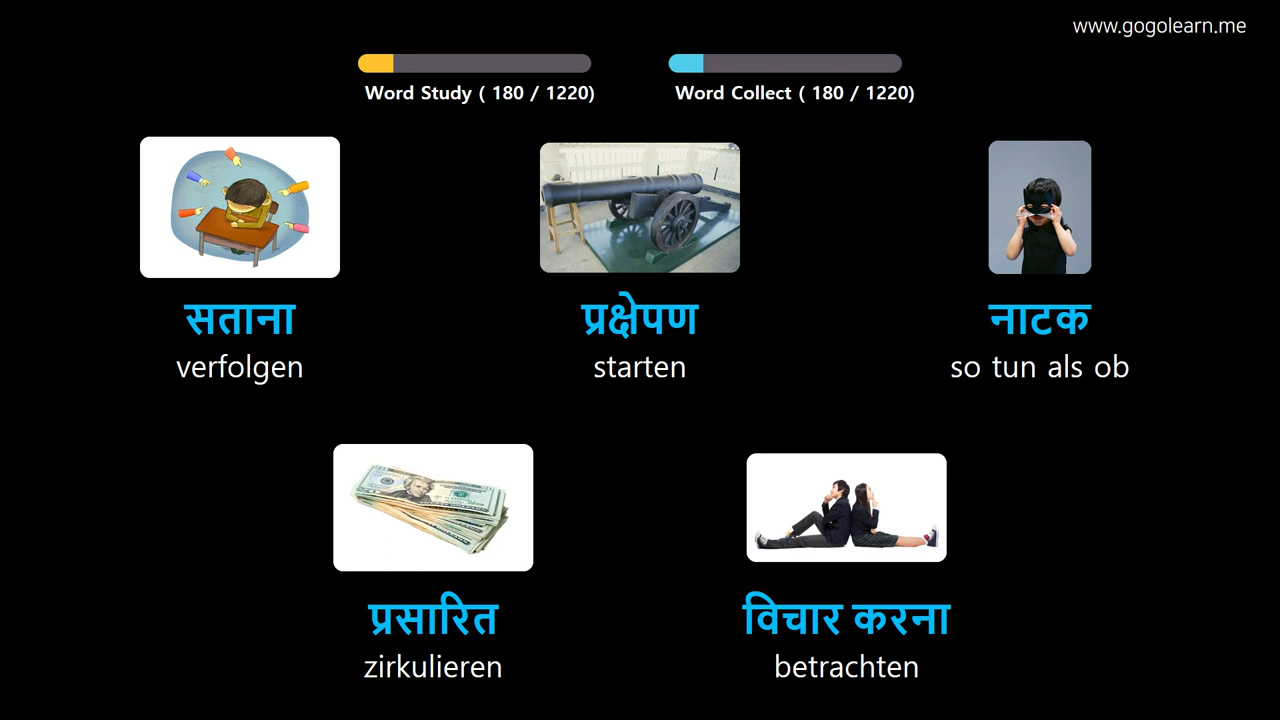 www.gogolearn.me
Word Study ( 180 / 1220)
Word Collect ( 180 / 1220)
सताना
verfolgen
प्रक्षेपण
starten
नाटक
so tun als ob
प्रसारित
zirkulieren
विचार करना
betrachten